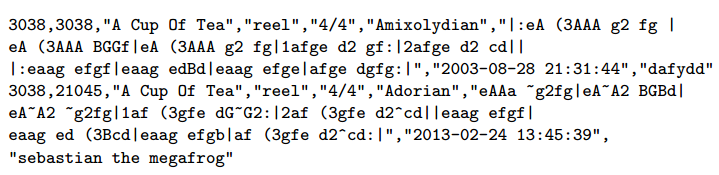 3038,3038,"A Cup Of Tea","reel","4/4","Amixolydian","|:eA (3AAA g2 fg |
eA (3AAA BGGf|eA (3AAA g2 fg|1afge d2 gf:|2afge d2 cd||
|:eaag efgf|eaag edBd|eaag efge|afge dgfg:|","2003-08-28 21:31:44","dafydd"
3038,21045,"A Cup Of Tea","reel","4/4","Adorian","eAAa ~g2fg|eA~A2 BGBd|
eA~A2 ~g2fg|1af (3gfe dG~G2:|2af (3gfe d2^cd||eaag efgf|
eaag ed (3Bcd|eaag efgb|af (3gfe d2^cd:|","2013-02-24 13:45:39",
"sebastian the megafrog"